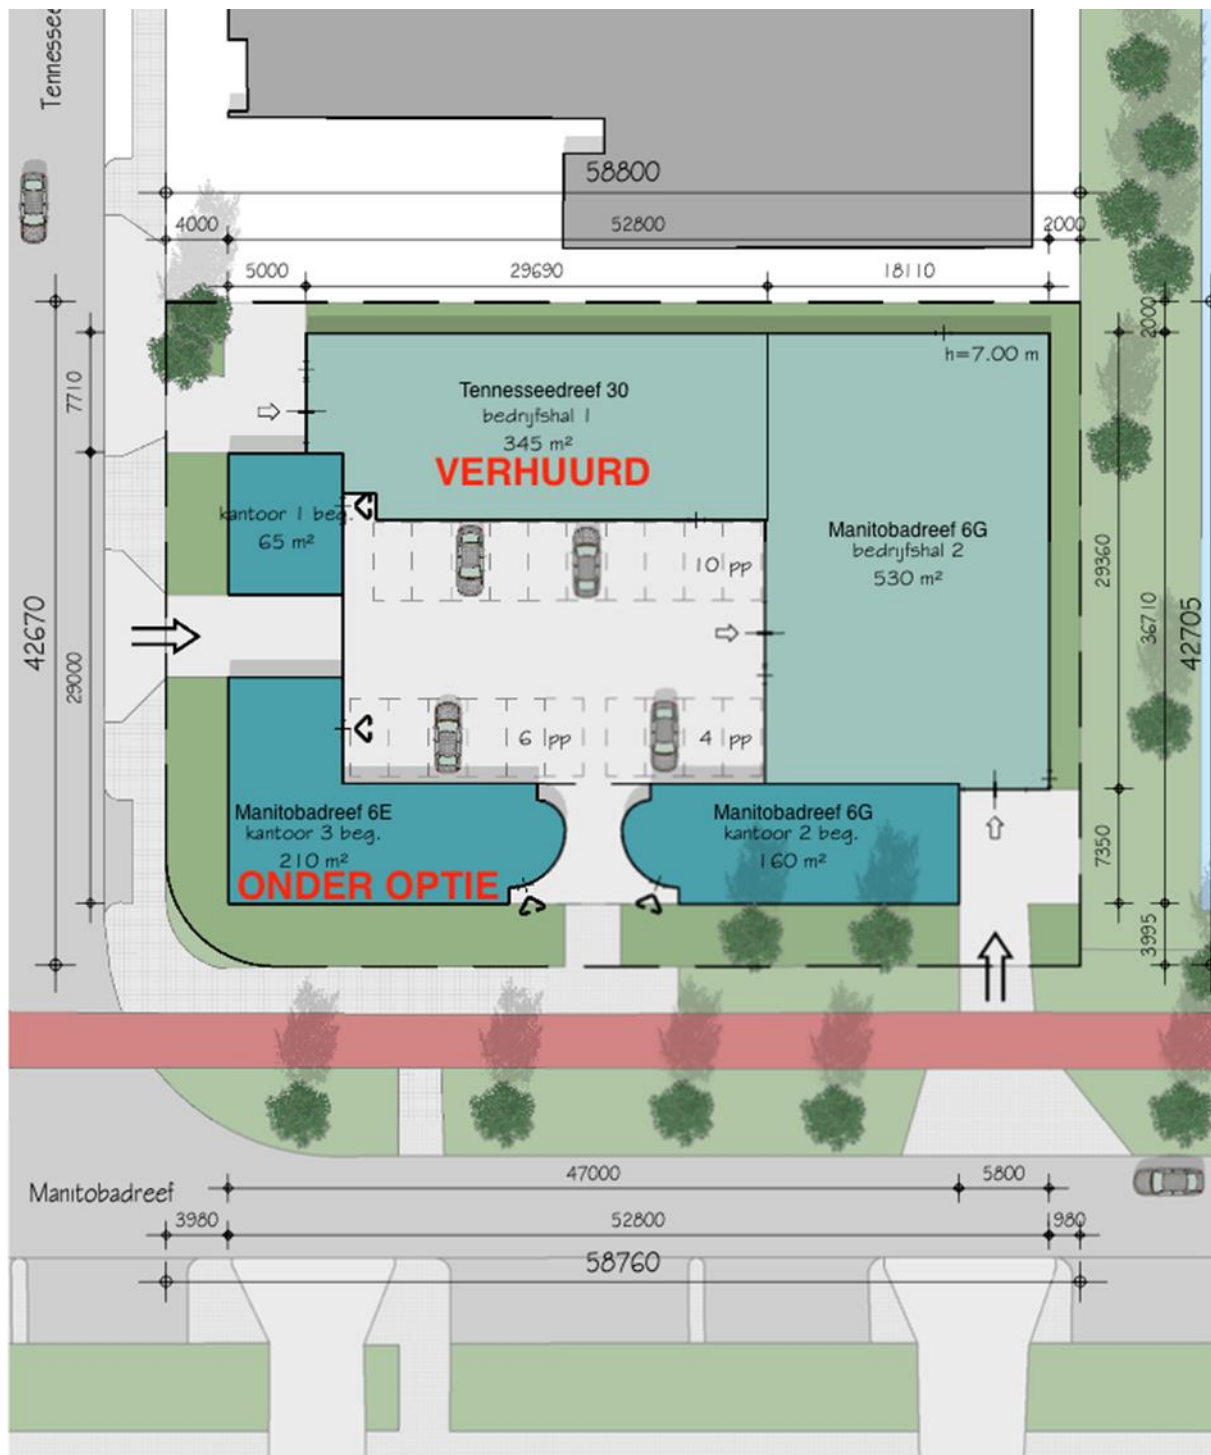 Tennessee
58800
4000
52800
2000
5000
29690
18110
2000
h=7.00 m
7710
Tennesseedreef 30
bedrijfshal 1
345 m²
VERHUURD
kantoor 1 beg.
65 m²
Manitobadreef 6G
bedrijfshal 2
530 m²
10 pp
29360
36710
42705
42670
29000
6 pp
4 pp
Manitobadreef 6E
kantoor 3 beg.
210 m²
ONDER OPTIE
Manitobadreef 6G
kantoor 2 beg.
160 m²
7350
3995
47000
5800
Manitobadreef
3980
52800
1980
58760